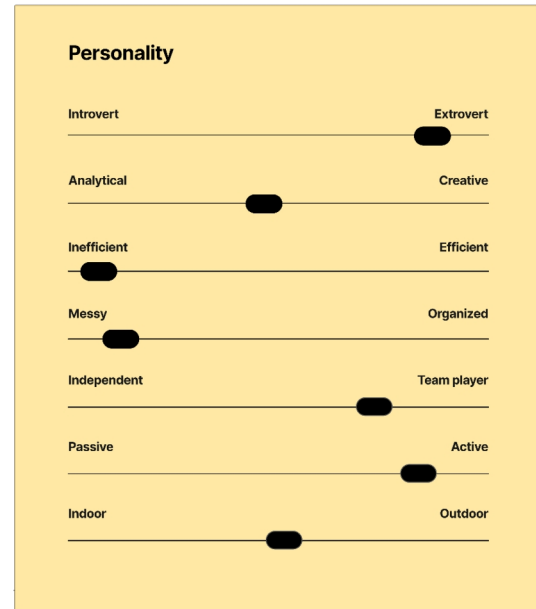 Personality
Introvert Extrovert
Analytical Creative
Inefficient Efficient
Messy Organized
Independent Team player
Passive Active
Indoor Outdoor